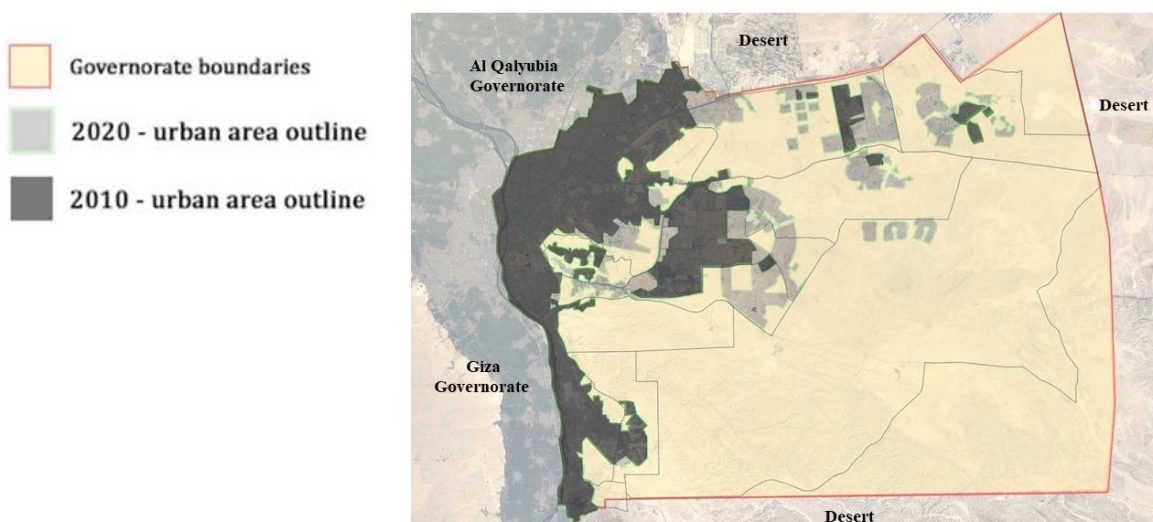 Governorate boundaries
2020 - urban area outline
2010 - urban area outline
Desert
Al Qalyubia
Governorate
Desert
Giza
Governorate
Desert